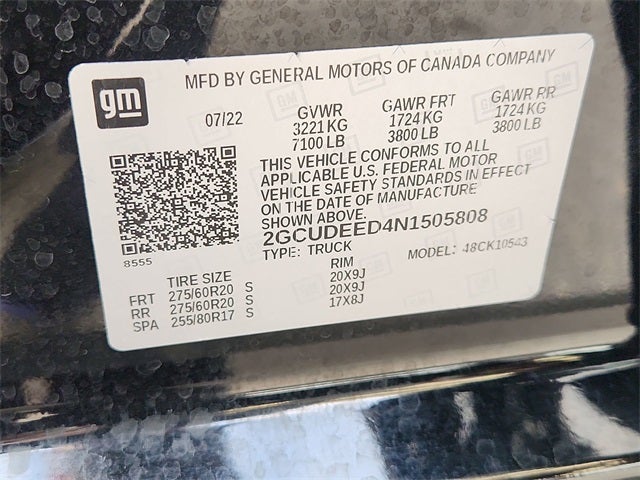 gm
MFD BY GENERAL MOTORS OF CANADA COMPANY
07/22
GVWR
3221 KG
7100 LB
GAWR FRT
1724 KG
3800 LB
GAWR RR
1724 KG
3800 LB
THIS VEHICLE CONFORMS TO ALL
APPLICABLE U.S. FEDERAL MOTOR
VEHICLE SAFETY STANDARDS IN EFFECT
ON THE DATE OF MANUFACTURE
SHOWN ABOVE.
2GCUDEED4N1505808
TYPE: TRUCK
MODEL: 48CK10543
8555
TIRE SIZE RIM
FRT 275/60R20 S 20X9J
RR 275/60R20 S 20X9J
SPA 255/80R17 S 17X8J